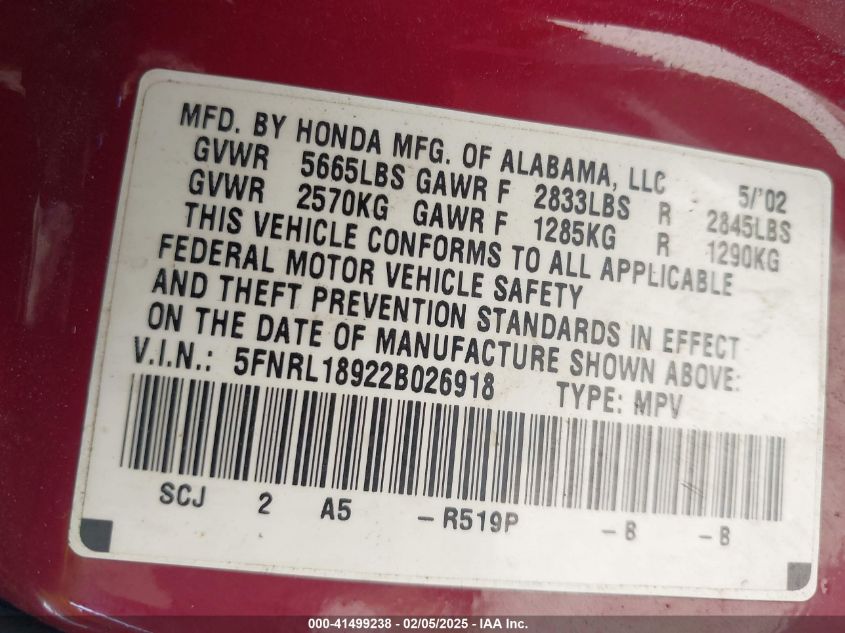 MFD. BY HONDA MFG. OF ALABAMA, LLC 5/'02
GVWR 5665LBS GAWR F 2833LBS R 2845LBS
GVWR 2570KG GAWR F 1285KG R 1290KG
THIS VEHICLE CONFORMS TO ALL APPLICABLE
FEDERAL MOTOR VEHICLE SAFETY
AND THEFT PREVENTION STANDARDS IN EFFECT
ON THE DATE OF MANUFACTURE SHOWN ABOVE:
V.I.N.: 5FNRL18922B026918 TYPE: MPV
SCJ 2 A5 -R519P -B -B
000-41499238 - 02/05/2025 - IAA Inc.